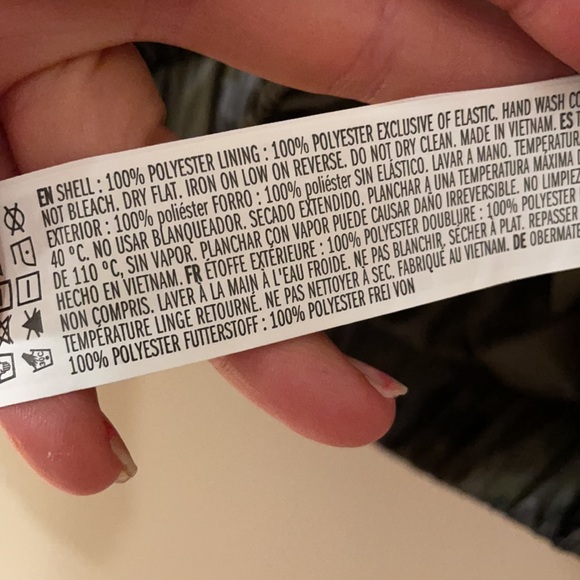 EN SHELL : 100% POLYESTER LINING : 100% POLYESTER EXCLUSIVE OF ELASTIC. HAND WASH CO
NOT BLEACH. DRY FLAT. IRON ON LOW ON REVERSE. DO NOT DRY CLEAN. MADE IN VIETNAM. ES T
EXTERIOR : 100% poliéster FORRO : 100% poliéster SIN ELÁSTICO. LAVAR A MANO. TEMPERATUR
40 °C. NO USAR BLANQUEADOR. SECADO EXTENDIDO. PLANCHAR A UNA TEMPERATURA MÁXIMA
DE 110 °C, SIN VAPOR. PLANCHAR CON VAPOR PUEDE CAUSAR DAÑO IRREVERSIBLE. NO LIMPIEZ
HECHO EN VIETNAM. FR ÉTOFFE EXTÉRIEURE : 100% POLYESTER DOUBLURE : 100% POLYESTER
NON COMPRIS. LAVER À LA MAIN À L'EAU FROIDE. NE PAS BLANCHIR, SÉCHER À PLAT. REPASSER
TEMPÉRATURE LINGE RETOURNÉ. NE PAS NETTOYER À SEC. FABRIQUÉ AU VIETNAM. DE OBERMATE
100% POLYESTER FUTTERSTOFF : 100% POLYESTER FREI VON